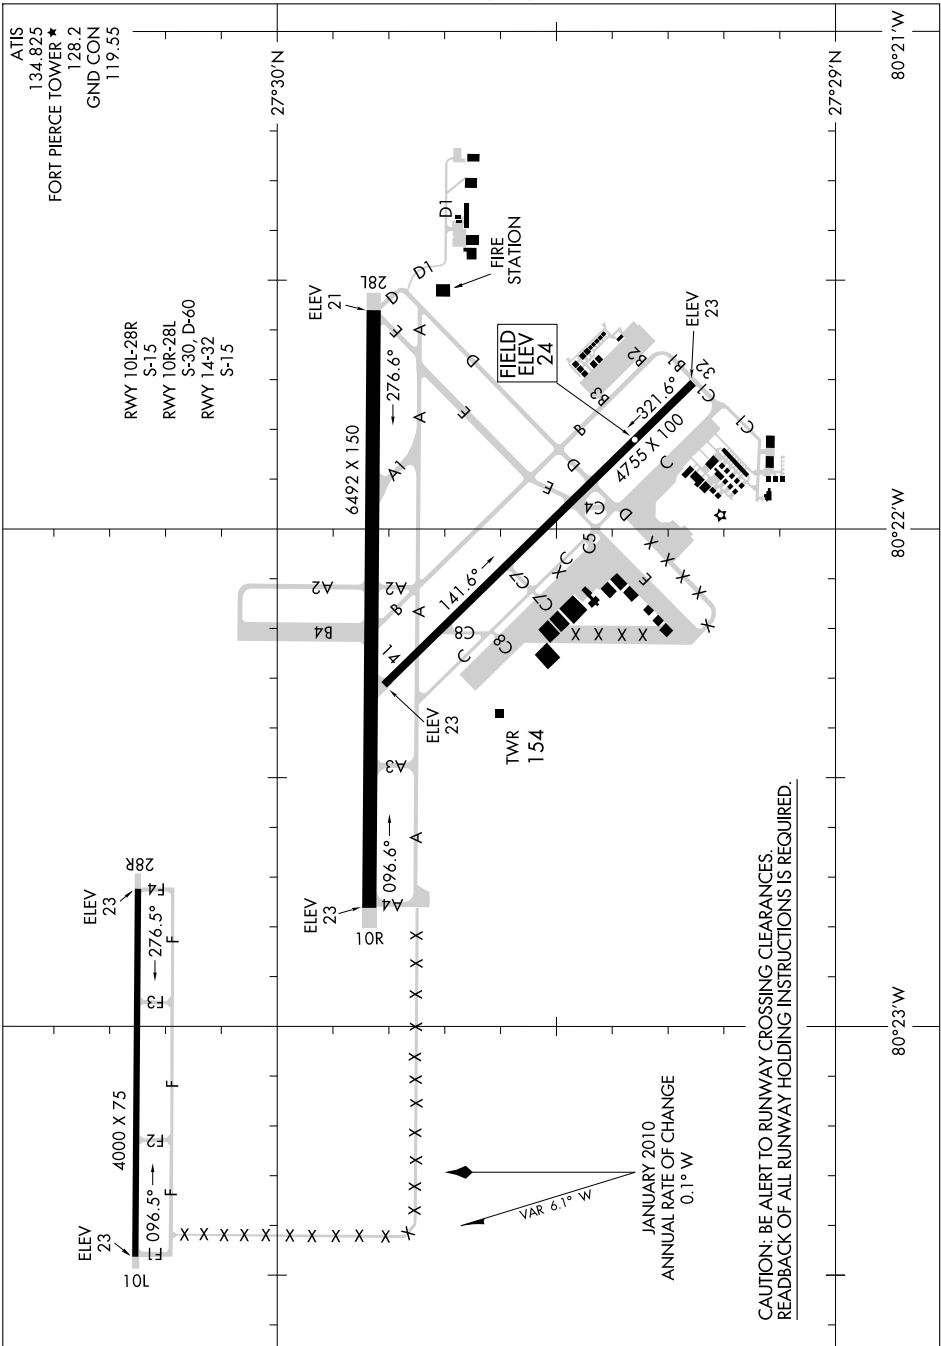 ATIS
134.825
FORT PIERCE TOWER ★
128.2
GND CON
119.55
RWY 10L-28R
S-15
RWY 10R-28L
S-30, D-60
RWY 14-32
S-15
27°30'N
27°29'N
80°21'W
80°22'W
80°23'W
D1
D1
FIRE
STATION
ELEV
21
28L
D
E
A
276.6°
6492 X 150
A
A1
E
D
FIELD
ELEV
24
B2
B1
B3
B
ELEV
23
32
C1
C1
321.6°
4755 X 100
C
D
E
C4
D
C5
C
X
C7
C7
141.6°
A2
A2
B
A
B4
14
C8
C8
C
E
X X X X
X X X X
X
ELEV
23
TWR
154
A3
A
096.6°
A4
ELEV
23
10R
X X X X X X X X X X X X
X X X X X X X X X X
ELEV
23
28R
F4
276.5°
F
F3
4000 X 75
F
F2
F
096.5°
F1
ELEV
23
10L
VAR 6.1° W
JANUARY 2010
ANNUAL RATE OF CHANGE
0.1° W
CAUTION: BE ALERT TO RUNWAY CROSSING CLEARANCES.
READBACK OF ALL RUNWAY HOLDING INSTRUCTIONS IS REQUIRED.